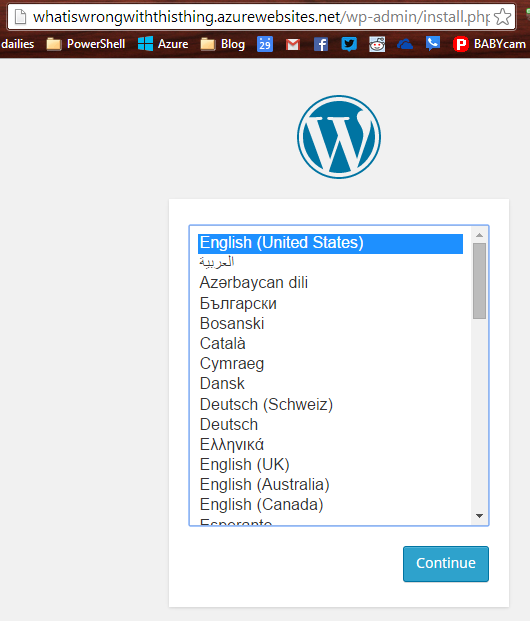 whatiswrongwiththisthing.azurewebsites.net/wp-admin/install.php
dailies PowerShell Azure Blog 29 BABYcam
English (United States)
العربية
Azərbaycan dili
Български
Bosanski
Català
Cymraeg
Dansk
Deutsch (Schweiz)
Deutsch
Ελληνικά
English (UK)
English (Australia)
English (Canada)
Esperanto
Continue